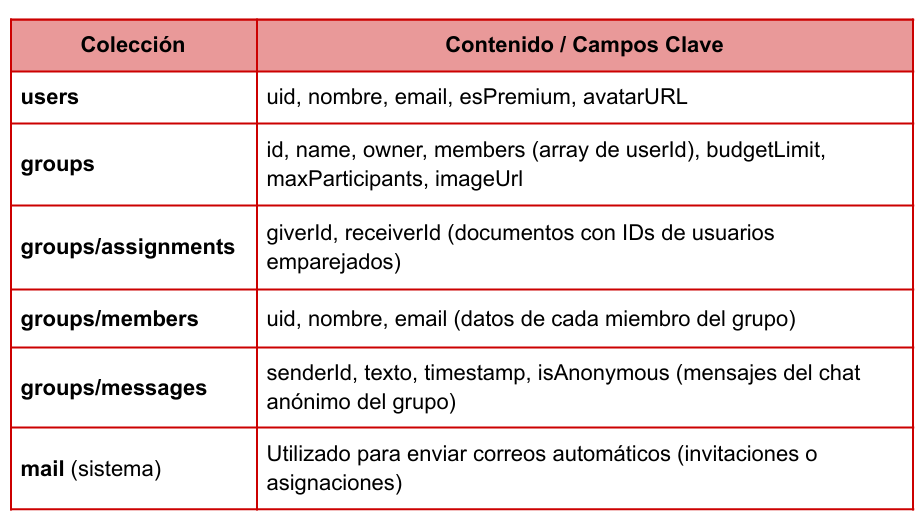 Colección
Contenido / Campos Clave
users
uid, nombre, email, esPremium, avatarURL
groups
id, name, owner, members (array de userId), budgetLimit,
maxParticipants, imageUrl
groups/assignments
giverId, receiverId (documentos con IDs de usuarios
emparejados)
groups/members
uid, nombre, email (datos de cada miembro del grupo)
groups/messages
senderId, texto, timestamp, isAnonymous (mensajes del chat
anónimo del grupo)
mail (sistema)
Utilizado para enviar correos automáticos (invitaciones o
asignaciones)